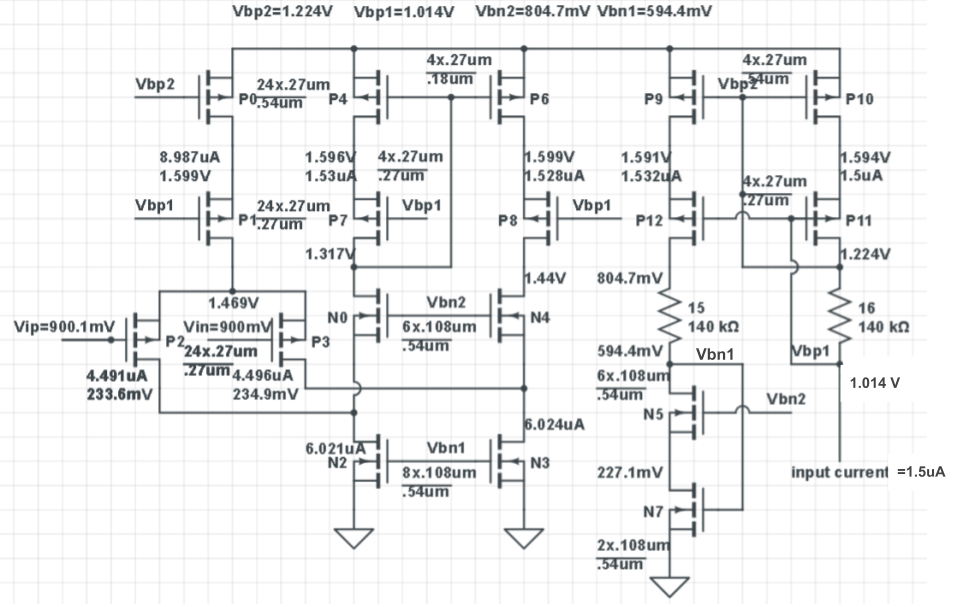 Vbp2=1.224V Vbp1=1.014V Vbn2=804.7mV Vbn1=594.4mV
Vbp2
P0
24x.27um
.54um
P4
4x.27um
.18um
P6
P9
Vbp2
4x.27um
.54um
P10
8.987uA
1.599V
1.596V
1.53uA
4x.27um
.27um
1.599V
1.528uA
1.591V
1.532uA
1.594V
1.5uA
Vbp1
P1
24x.27um
.27um
P7
Vbp1
P8
Vbp1
P12
4x.27um
.27um
P11
1.317V
1.224V
1.469V
1.44V
804.7mV
Vip=900.1mV
P2
Vin=900mV
P3
24x.27um
.27um
N0
Vbn2
6x.108um
.54um
N4
15
140 kΩ
16
140 kΩ
4.491uA
233.6mV
4.496uA
234.9mV
594.4mV
Vbn1
Vbp1
1.014 V
6x.108um
.54um
N5
Vbn2
6.021uA
N2
Vbn1
8x.108um
.54um
6.024uA
N3
227.1mV
input current =1.5uA
N7
2x.108um
.54um